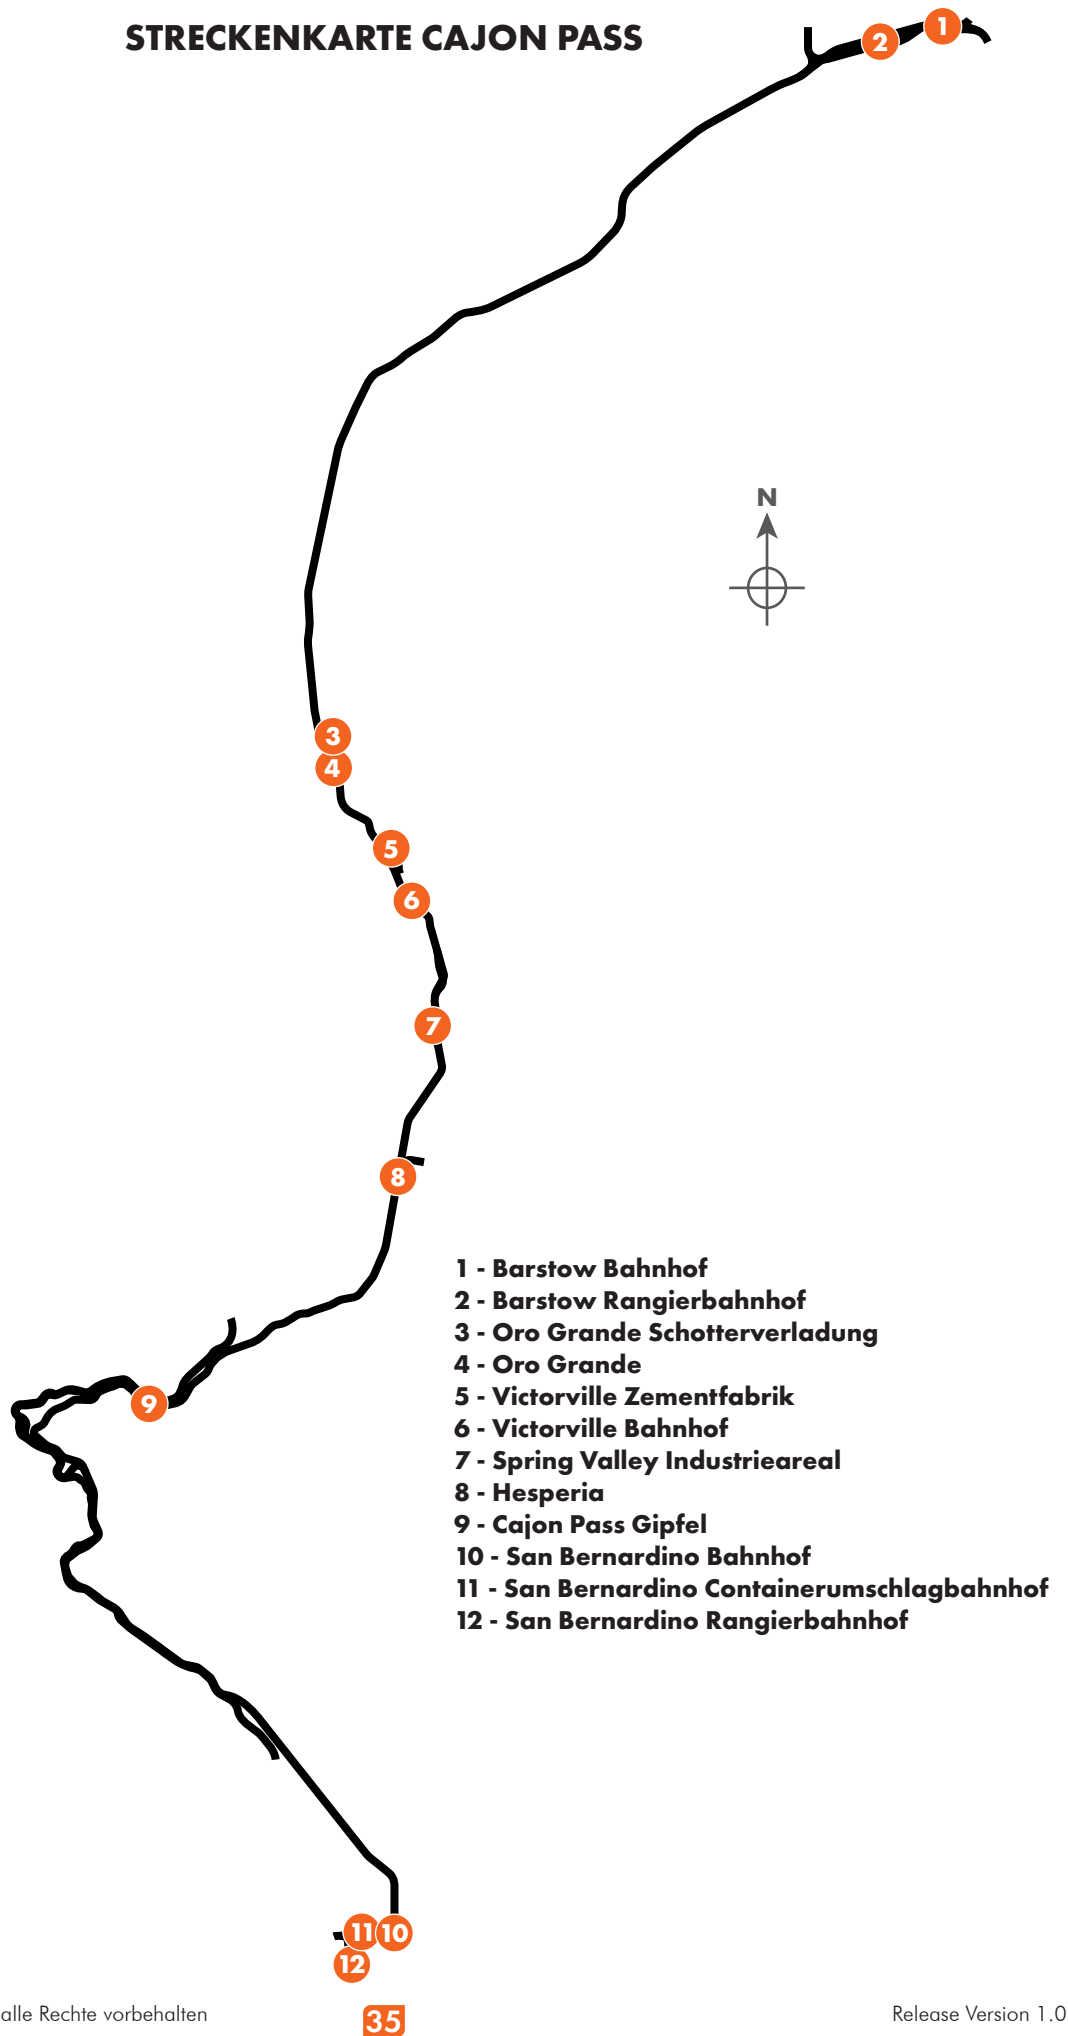 STRECKENKARTE CAJON PASS
1
2
N
3
4
5
6
7
8
9
1 - Barstow Bahnhof
2 - Barstow Rangierbahnhof
3 - Oro Grande Schotterverladung
4 - Oro Grande
5 - Victorville Zementfabrik
6 - Victorville Bahnhof
7 - Spring Valley Industrieareal
8 - Hesperia
9 - Cajon Pass Gipfel
10 - San Bernardino Bahnhof
11 - San Bernardino Containerumschlagbahnhof
12 - San Bernardino Rangierbahnhof
11 10
12
alle Rechte vorbehalten 35 Release Version 1.0